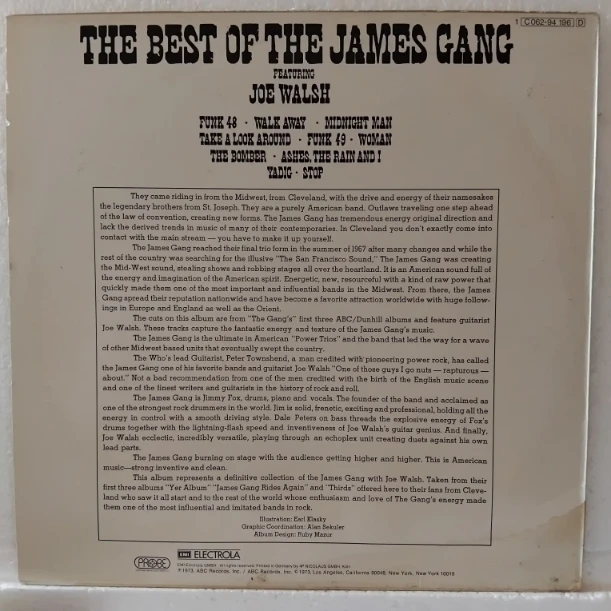 1 C 062-94 196 D
THE BEST OF THE JAMES GANG
FEATURING
JOE WALSH
FUNK 48 · WALK AWAY · MIDNIGHT MAN
TAKE A LOOK AROUND · FUNK 49 · WOMAN
THE BOMBER · ASHES, THE RAIN AND I
YADIG · STOP
They came riding in from the Midwest, from Cleveland, with the drive and energy of their namesakes
the legendary brothers from St. Joseph. They are a purely American band. Outlaws traveling one step ahead
of the law of convention, creating new forms. The James Gang has tremendous energy original direction and
lack the derived trends in music of many of their contemporaries. In Cleveland you don't exactly come into
contact with the main stream — you have to make it up yourself.
The James Gang reached their final trio form in the summer of 1967 after many changes and while the
rest of the country was searching for the illusive "The San Francisco Sound," The James Gang was creating
the Mid-West sound, stealing shows and robbing stages all over the heartland. It is an American sound full of
the energy and imagination of the American spirit. Energetic, new, resourceful with a kind of raw power that
quickly made them one of the most important and influential bands in the Midwest. From there, the James
Gang spread their reputation nationwide and have become a favorite attraction worldwide with huge follow-
ings in Europe and England as well as the Orient.
The cuts on this album are from "The Gang's" first three ABC/Dunhill albums and feature guitarist
Joe Walsh. These tracks capture the fantastic energy and texture of the James Gang's music.
The James Gang is the ultimate in American "Power Trios" and the band that led the way for a wave
of other Midwest based units that eventually swept the country.
The Who's lead Guitarist, Peter Townshend, a man credited with pioneering power rock, has called
the James Gang one of his favorite bands and guitarist Joe Walsh "One of those guys I go nuts — rapturous —
about." Not a bad recommendation from one of the men credited with the birth of the English music scene
and one of the finest writers and guitarists in the history of rock and roll.
The James Gang is Jimmy Fox, drums, piano and vocals. The founder of the band and acclaimed as
one of the strongest rock drummers in the world. Jim is solid, frenetic, exciting and professional, holding all the
energy in control with a smooth driving style. Dale Peters on bass threads the explosive energy of Fox's
drums together with the lightning-flash speed and inventiveness of Joe Walsh's guitar genius. And finally,
Joe Walsh ecclectic, incredibly versatile, playing through an echoplex unit creating duets against his own
lead parts.
The James Gang burning on stage with the audience getting higher and higher. This is American
music—strong inventive and clean.
This album represents a definitive collection of the James Gang with Joe Walsh. Taken from their
first three albums "Yer Album" "James Gang Rides Again" and "Thirds" offered here to their fans from Cleve-
land who saw it all start and to the rest of the world whose enthusiasm and love of The Gang's energy made
them one of the most influential and imitated bands in rock.
Illustration: Earl Klasky
Graphic Coordination: Alan Sekuler
Album Design: Ruby Mazur
PROBE
EMI ELECTROLA
℗ 1973, ABC Records, Inc. / ABC Records, Inc. © 1973, Los Angeles, California 90048, New York, New York 10019